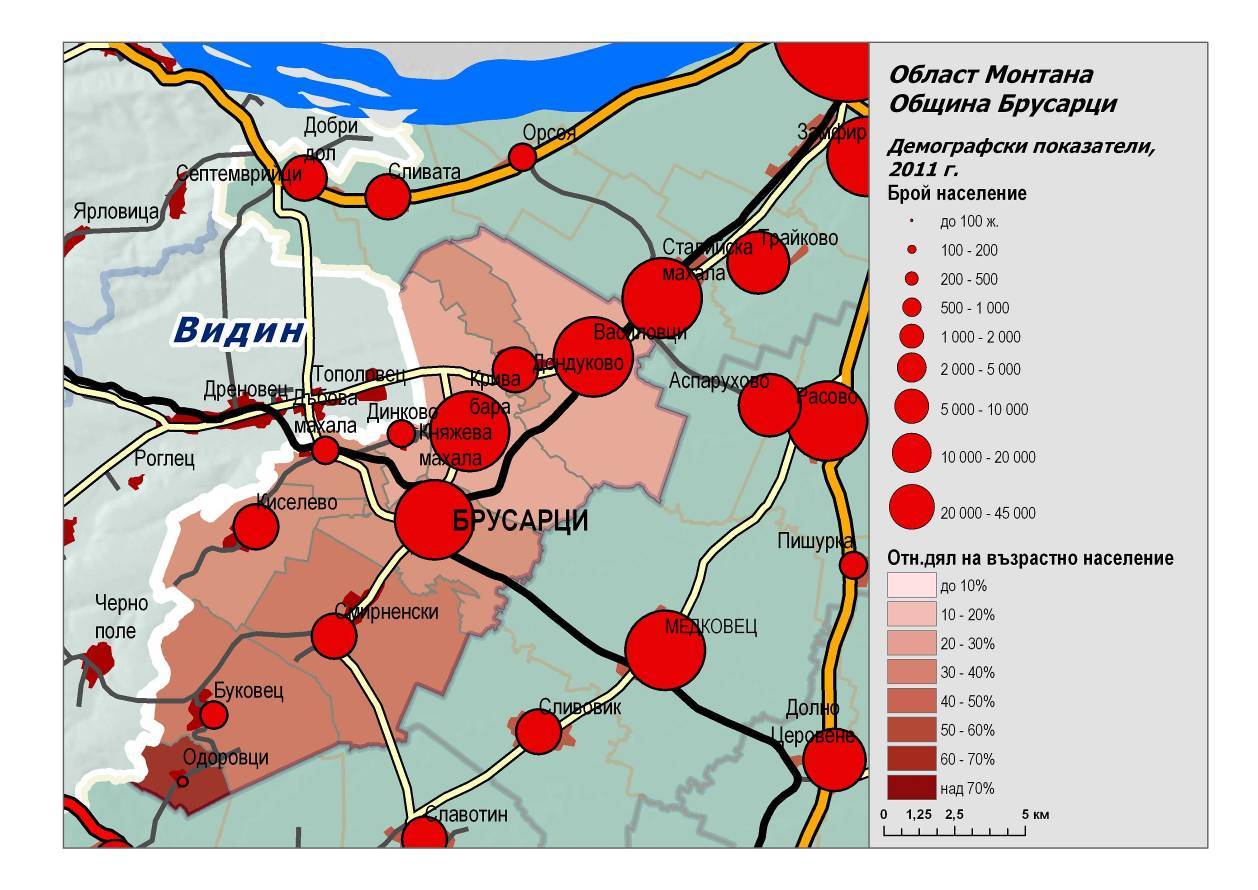 Област Монтана
Община Брусарци
Демографски показатели,
2011 г.
Брой население
до 100 ж.
100 - 200
200 - 500
500 - 1 000
1 000 - 2 000
2 000 - 5 000
5 000 - 10 000
10 000 - 20 000
20 000 - 45 000
Отн.дял на възрастно население
до 10%
10 - 20%
20 - 30%
30 - 40%
40 - 50%
50 - 60%
60 - 70%
над 70%
0 1,25 2,5 5 км
Добри
дол
Орсоя
Замфир
Септемврийци
Сливата
Ярловица
Трайково
Сталийска
махала
Видин
Василовци
Дондуково
Тополовец
Крива
бара
Аспарухово
Расово
Дреновец
Дъбова
махала
Динково
Княжева
махала
Роглец
Киселево
БРУСАРЦИ
Пишурка
Черно
поле
Смирненски
МЕДКОВЕЦ
Буковец
Сливовик
Долно
Церовене
Одоровци
Славотин